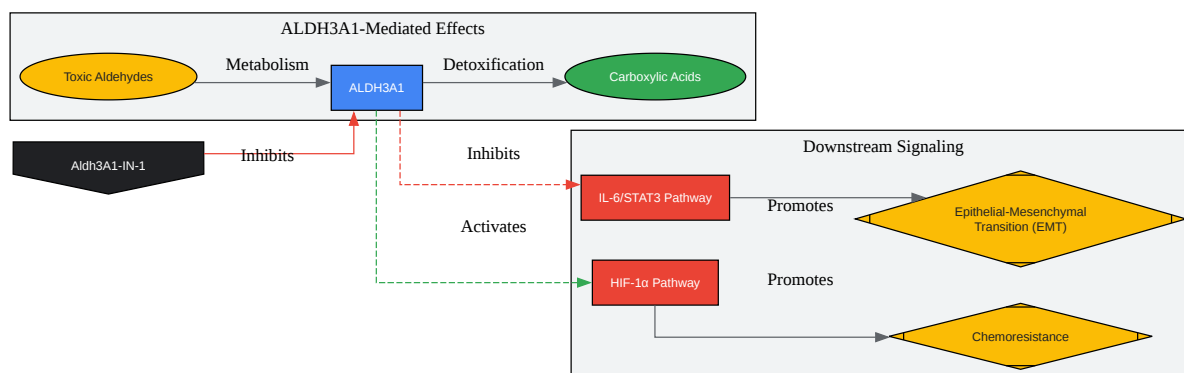 ALDH3A1-Mediated Effects
Toxic Aldehydes
Metabolism
ALDH3A1
Detoxification
Carboxylic Acids
Aldh3A1-IN-1
Inhibits
Inhibits
Activates
Downstream Signaling
IL-6/STAT3 Pathway
Promotes
Epithelial-Mesenchymal
Transition (EMT)
HIF-1α Pathway
Promotes
Chemoresistance